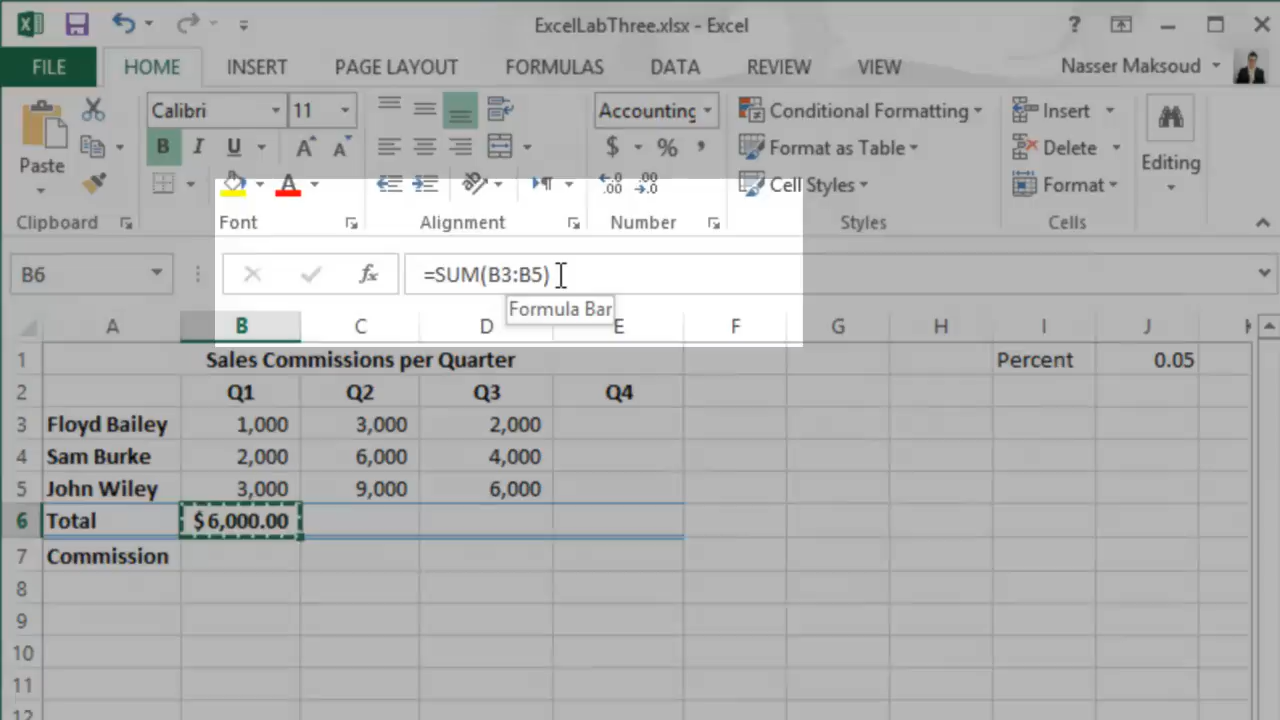 ExcelLabThree.xlsx - Excel
?
FILE HOME INSERT PAGE LAYOUT FORMULAS DATA REVIEW VIEW Nasser Maksoud
Calibri 11 Accounting Conditional Formatting Insert
Paste B I U A A $ % , Format as Table Delete Editing
A ¶ .00 .00 Cell Styles Format
Clipboard Font Alignment Number Styles Cells
B6 fx =SUM(B3:B5)
Formula Bar
A B C D E F G H I J
1 Sales Commissions per Quarter Percent 0.05
2 Q1 Q2 Q3 Q4
3 Floyd Bailey 1,000 3,000 2,000
4 Sam Burke 2,000 6,000 4,000
5 John Wiley 3,000 9,000 6,000
6 Total $6,000.00
7 Commission
8
9
10
11
12